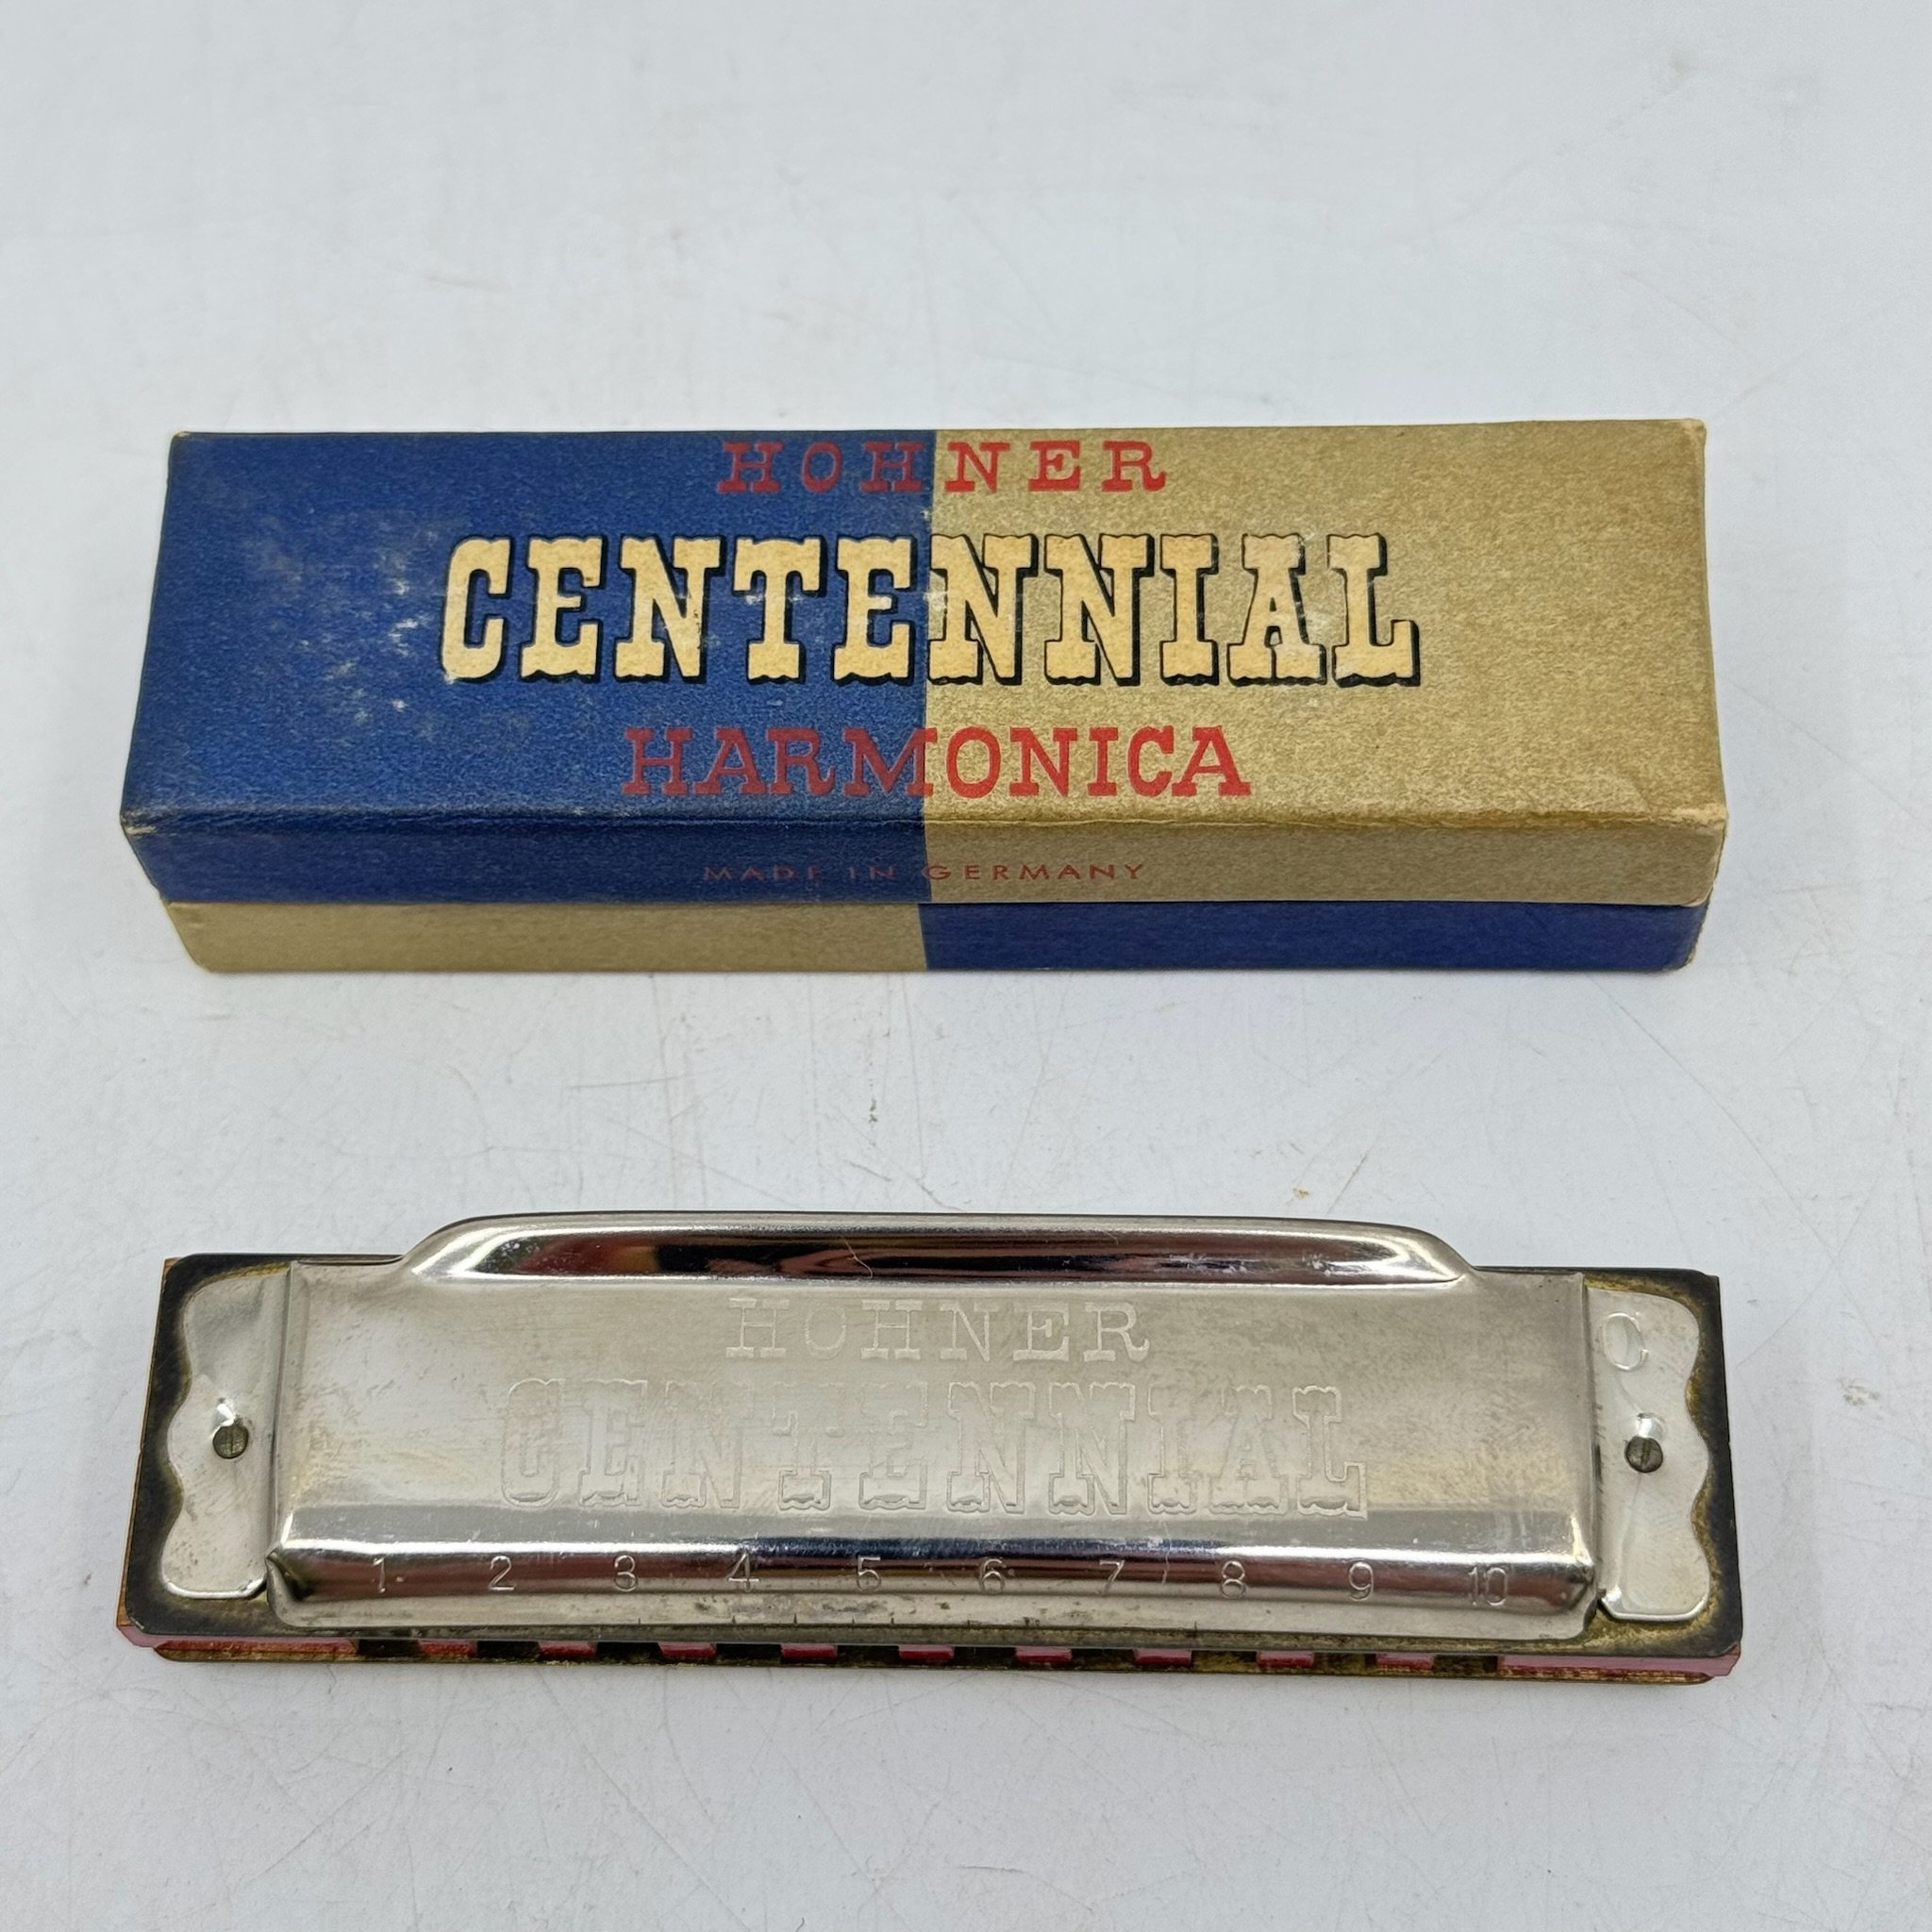 HOHNER
CENTENNIAL
HARMONICA
MADE IN GERMANY
HOHNER
C
CENTENNIAL
1 2 3 4 5 6 7 8 9 10